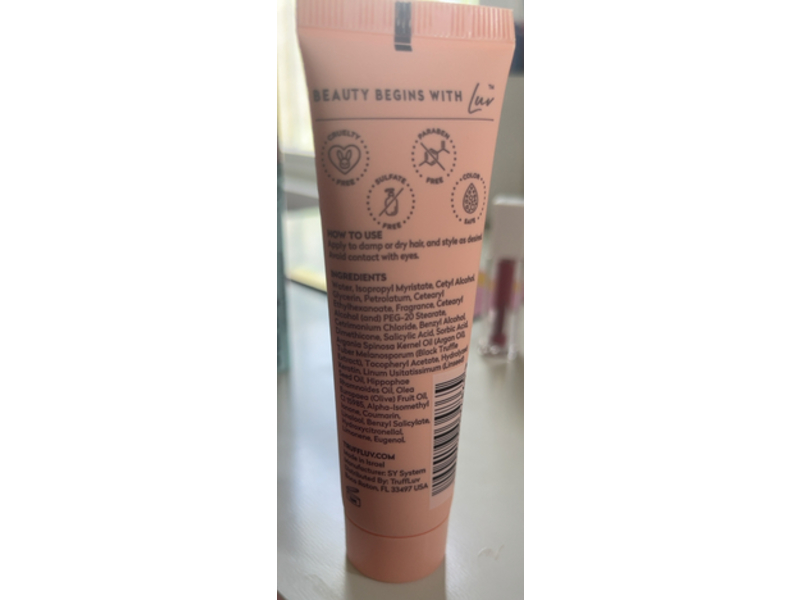 BEAUTY BEGINS WITH Luv™
CRUELTY FREE
PARABEN FREE
SULFATE FREE
COLOR SAFE
HOW TO USE
Apply to damp or dry hair, and style as desired.
Avoid contact with eyes.
INGREDIENTS
Water, Isopropyl Myristate, Cetyl Alcohol,
Glycerin, Petrolatum, Cetearyl
Ethylhexanoate, Fragrance, Cetearyl
Alcohol (and) PEG-20 Stearate,
Cetrimonium Chloride, Benzyl Alcohol,
Dimethicone, Salicylic Acid, Sorbic Acid,
Argania Spinosa Kernel Oil (Argan Oil),
Tuber Melanosporum (Black Truffle
Extract), Tocopheryl Acetate, Hydrolyzed
Keratin, Linum Usitatissimum (Linseed)
Seed Oil, Hippophae
Rhamnoides Oil, Olea
Europaea (Olive) Fruit Oil,
CI 15985, Alpha-Isomethyl
Ionone, Coumarin,
Benzyl Salicylate,
Hydroxycitronellal,
Limonene, Eugenol,
TRUFFLUV.COM
Made in Israel
Manufacturer: SY System
Distributed By: TruffLuv
Boca Raton, FL 33497 USA